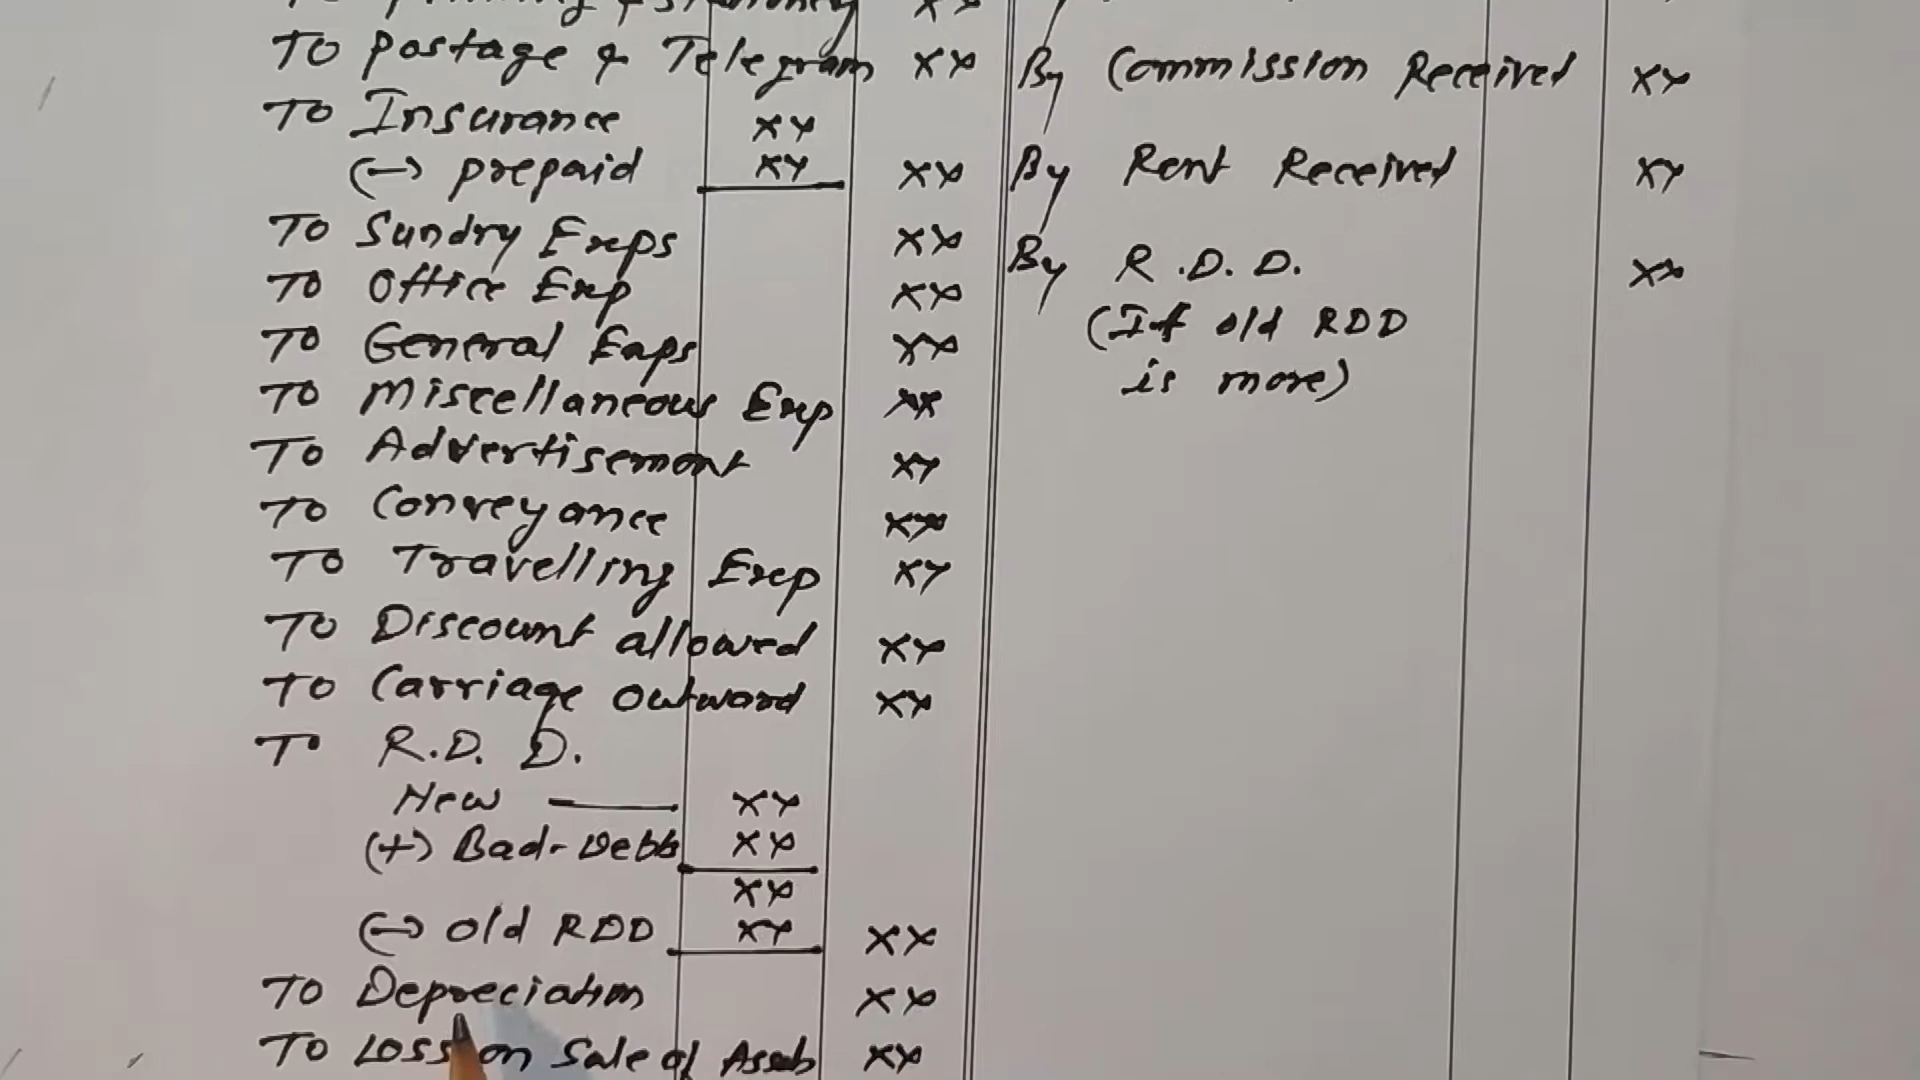 To Printing & Stationery xx
To Postage & Telegram xx
To Insurance xx
(-) prepaid xx xx
To Sundry Exps xx
To Office Exp xx
To General Exps xx
To Miscellaneous Exp xx
To Advertisement xx
To Conveyance xx
To Travelling Exp xx
To Discount allowed xx
To Carriage outward xx
To R.D. D.
New xx
(+) Bad-Debts xx
xx
(-) old RDD xx xx
To Depreciation xx
To Loss on Sale of Assets xx
By Commission Received xx
By Rent Received xx
By R.D.D. xx
(If old RDD
is more)